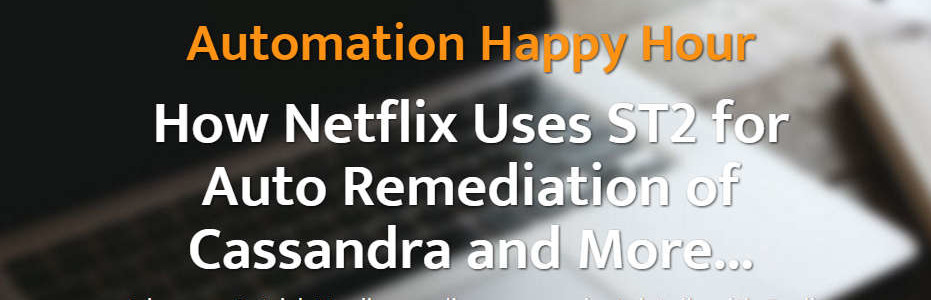 Automation Happy Hour
How Netflix Uses ST2 for
Auto Remediation of
Cassandra and More...